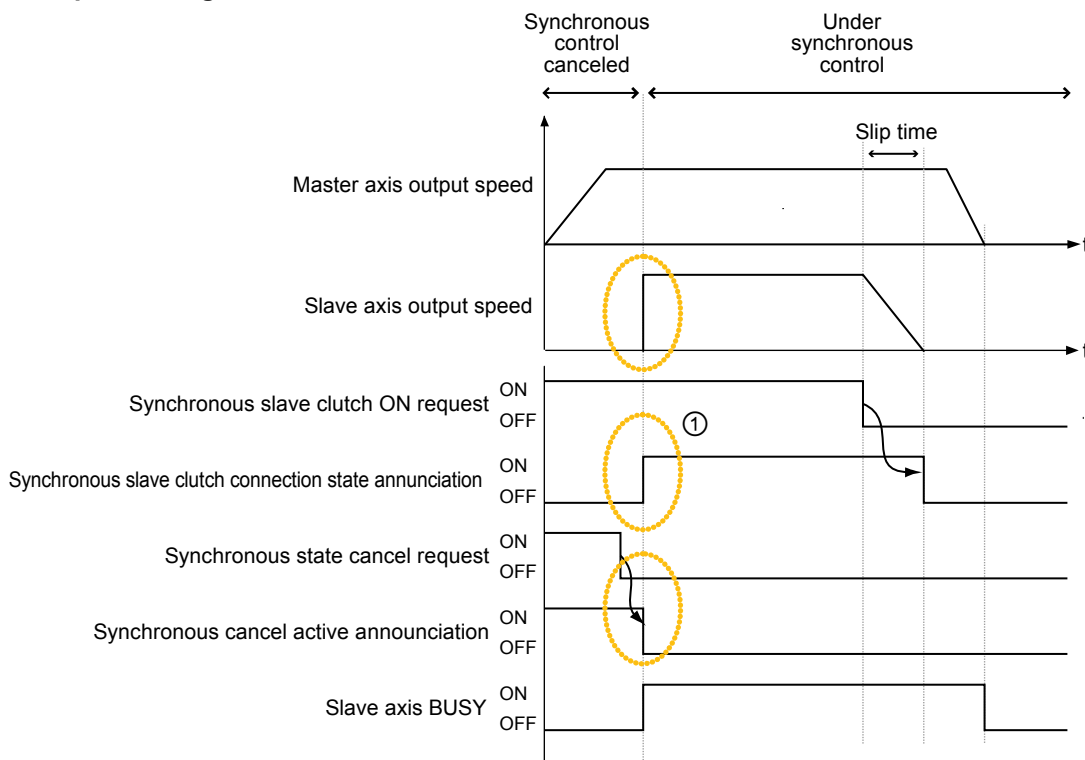 Synchronous
control
canceled
Under
synchronous
control
Slip time
Master axis output speed
t
Slave axis output speed
t
Synchronous slave clutch ON request
ON
OFF
①
Synchronous slave clutch connection state annunciation
ON
OFF
Synchronous state cancel request
ON
OFF
Synchronous cancel active announciation
ON
OFF
Slave axis BUSY
ON
OFF